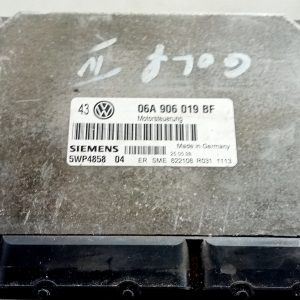 GOLF IV
43 VW 06A 906 019 BF
Motorsteuerung
SIEMENS
Made in Germany
5WP4858 04
ER SME 822108 R031 1113